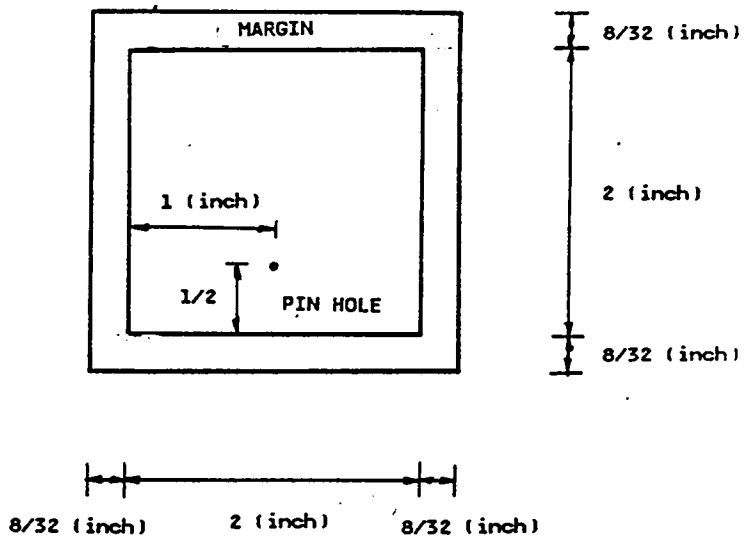 MARGIN
8/32 (inch)
1 (inch)
2 (inch)
1/2
PIN HOLE
8/32 (inch)
8/32 (inch)
2 (inch)
8/32 (inch)